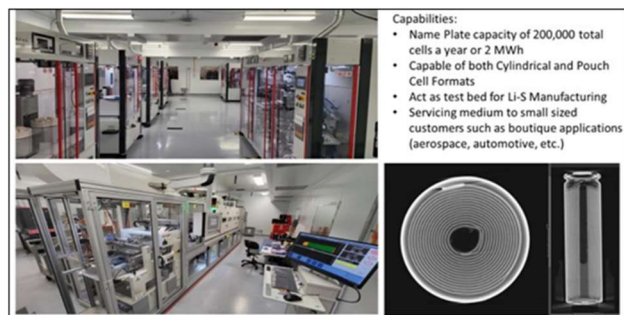 Capabilities:
• Name Plate capacity of 200,000 total
cells a year or 2 MWh
• Capable of both Cylindrical and Pouch
Cell Formats
• Act as test bed for Li-S Manufacturing
• Servicing medium to small sized
customers such as boutique applications
(aerospace, automotive, etc.)